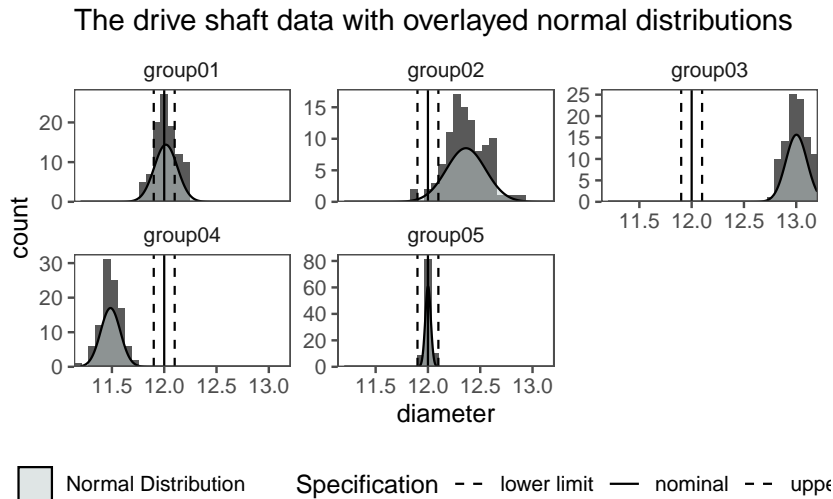 The drive shaft data with overlayed normal distributions
group01
group02
group03
20
10
0
15
10
5
0
25
20
15
10
5
0
11.5 12.0 12.5 13.0
count
group04
group05
30
20
10
0
80
60
40
20
0
11.5 12.0 12.5 13.0
11.5 12.0 12.5 13.0
diameter
Normal Distribution Specification lower limit nominal uppe